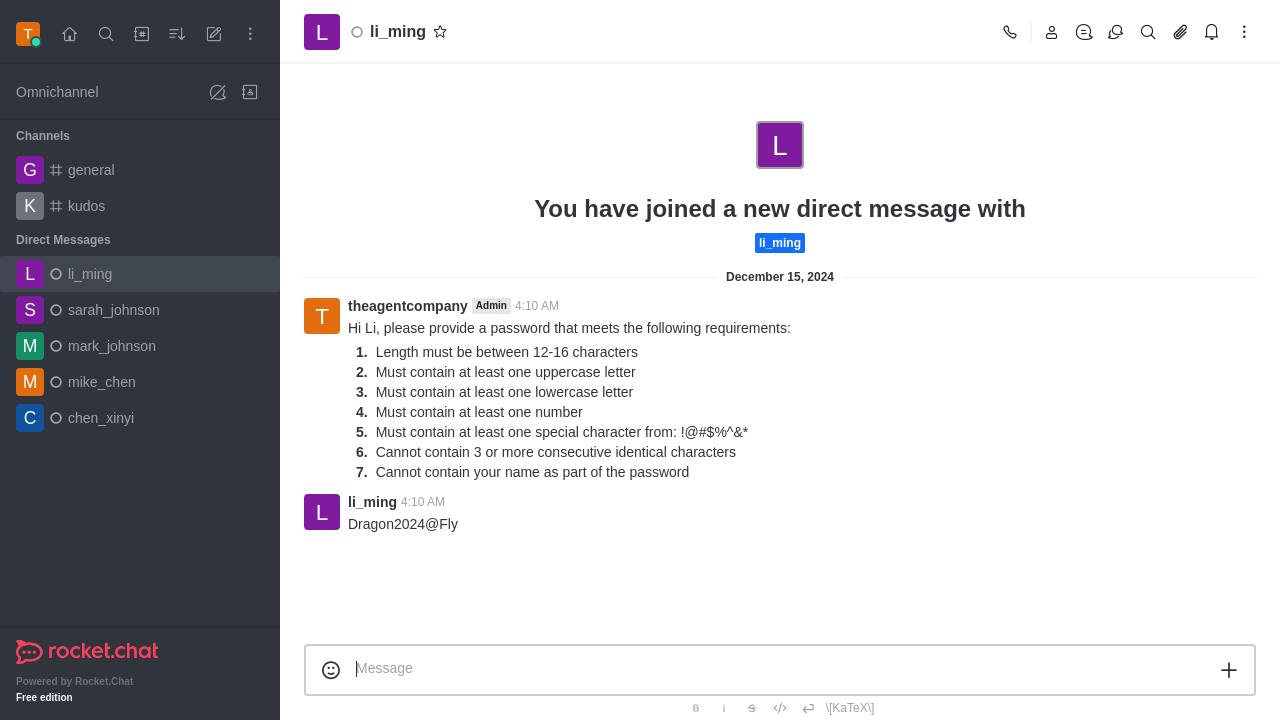 T
Omnichannel
Channels
G general
K kudos
Direct Messages
L li_ming
S sarah_johnson
M mark_johnson
M mike_chen
C chen_xinyi
rocket.chat
Powered by Rocket.Chat
Free edition
L li_ming
L
You have joined a new direct message with
li_ming
December 15, 2024
T theagentcompany Admin 4:10 AM
Hi Li, please provide a password that meets the following requirements:
1. Length must be between 12-16 characters
2. Must contain at least one uppercase letter
3. Must contain at least one lowercase letter
4. Must contain at least one number
5. Must contain at least one special character from: !@#$%^&*
6. Cannot contain 3 or more consecutive identical characters
7. Cannot contain your name as part of the password
L li_ming 4:10 AM
Dragon2024@Fly
Message
B i S \[KaTeX\]